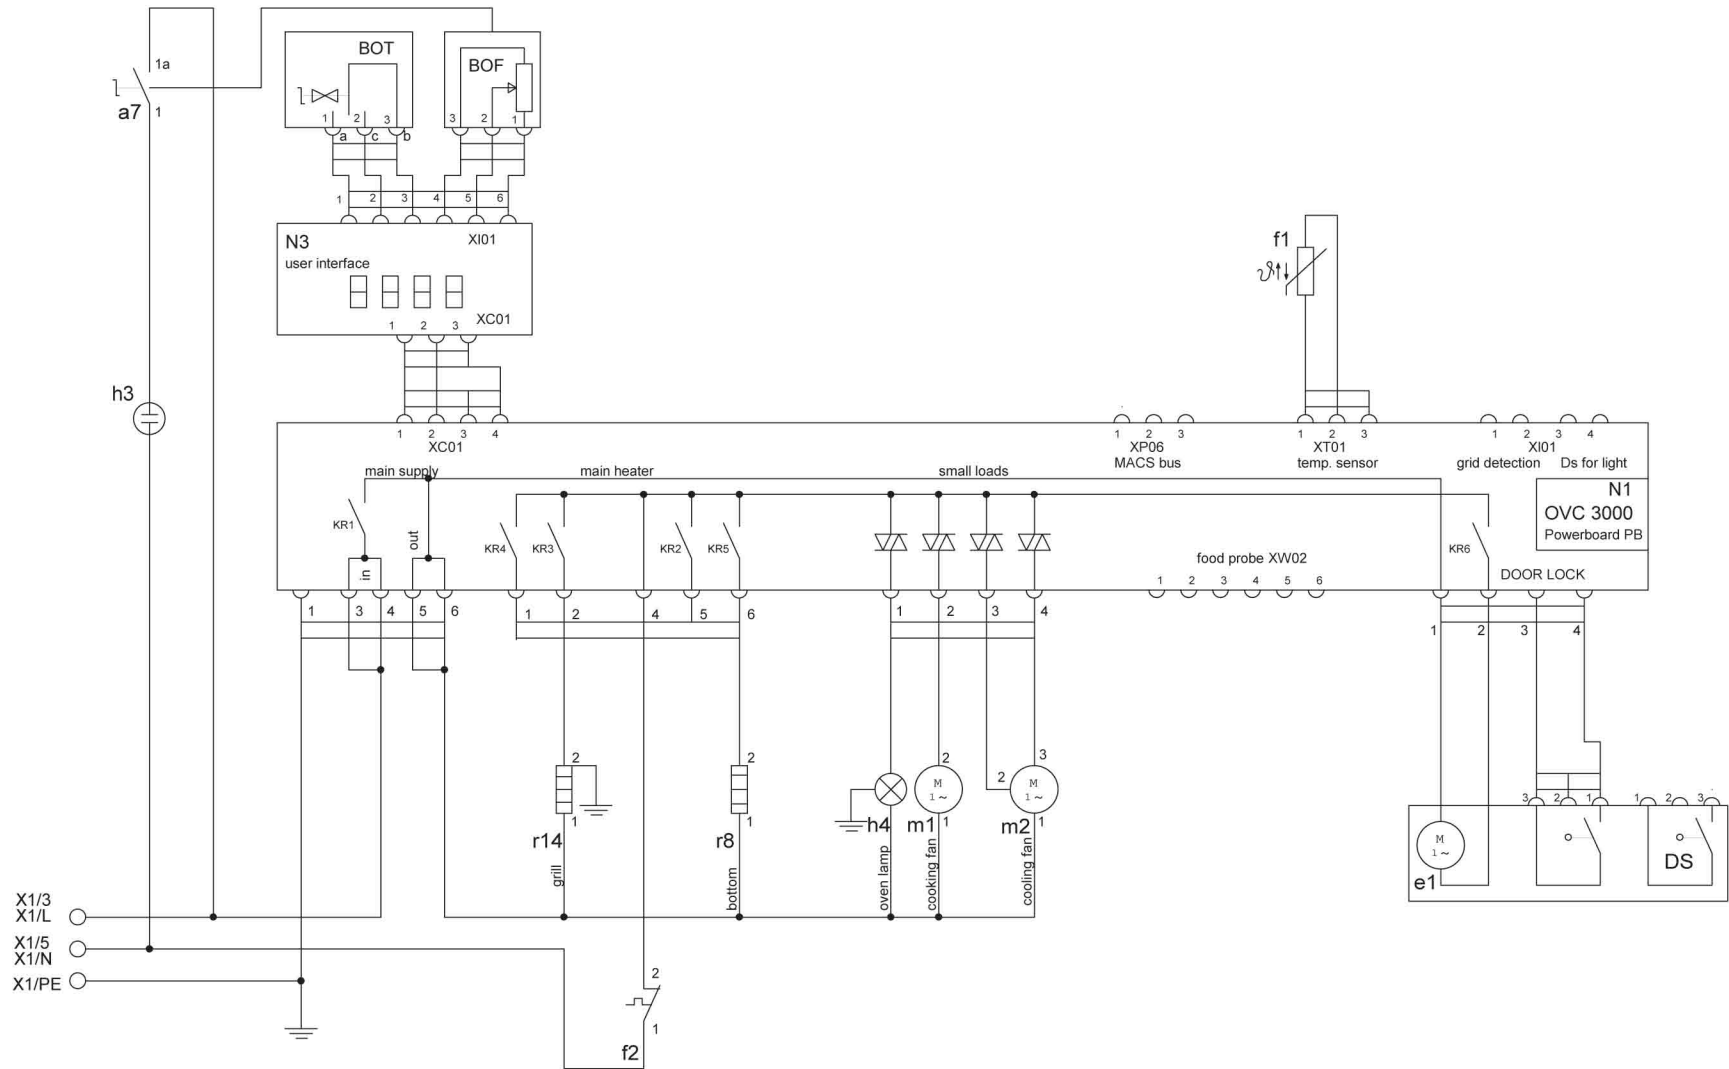 1a
a7
1
BOT
1
2
3
a
c
b
BOF
3
2
1
1
2
3
4
5
6
N3
XI01
user interface
XC01
1
2
3
h3
f1
ϑ
1
2
3
4
XC01
1
2
3
XP06
MACS bus
1
2
3
XT01
temp. sensor
1
2
3
4
XI01
grid detection
Ds for light
main supply
main heater
small loads
N1
OVC 3000
Powerboard PB
KR1
out
in
KR4
KR3
KR2
KR5
KR6
food probe XW02
1
2
3
4
5
6
DOOR LOCK
1
3
4
5
6
1
2
4
5
6
1
2
3
4
1
2
3
4
2
1
r14
grill
2
1
r8
bottom
h4
oven lamp
2
M
1~
m1
1
cooking fan
3
2
M
1~
m2
1
cooling fan
3
2
1
1
2
3
M
1~
e1
DS
X1/3
X1/L
X1/5
X1/N
X1/PE
2
1
f2